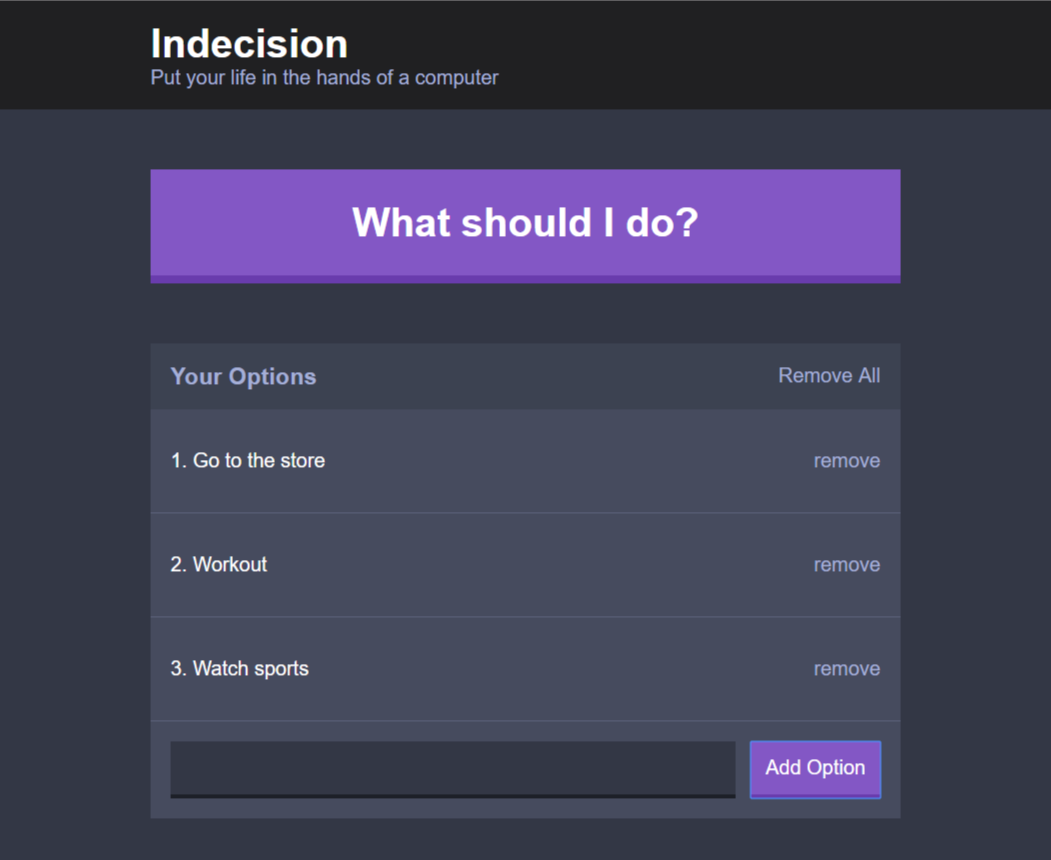 Indecision
Put your life in the hands of a computer
What should I do?
Your Options
Remove All
1. Go to the store
remove
2. Workout
remove
3. Watch sports
remove
Add Option